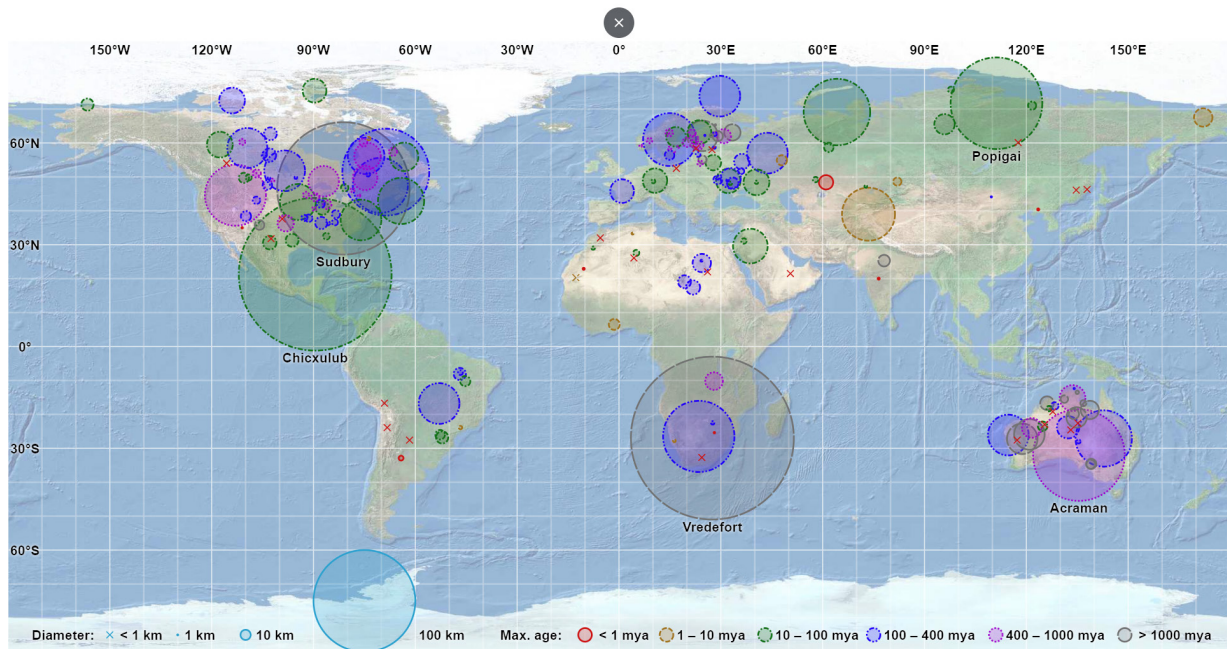 150°W 120°W 90°W 60°W 30°W 0° 30°E 60°E 90°E 120°E 150°E
60°N
Popigai
30°N
Sudbury
0°
Chicxulub
30°S
Acraman
Vredefort
60°S
Diameter: < 1 km 1 km 10 km 100 km Max. age: < 1 mya 1 – 10 mya 10 – 100 mya 100 – 400 mya 400 – 1000 mya > 1000 mya